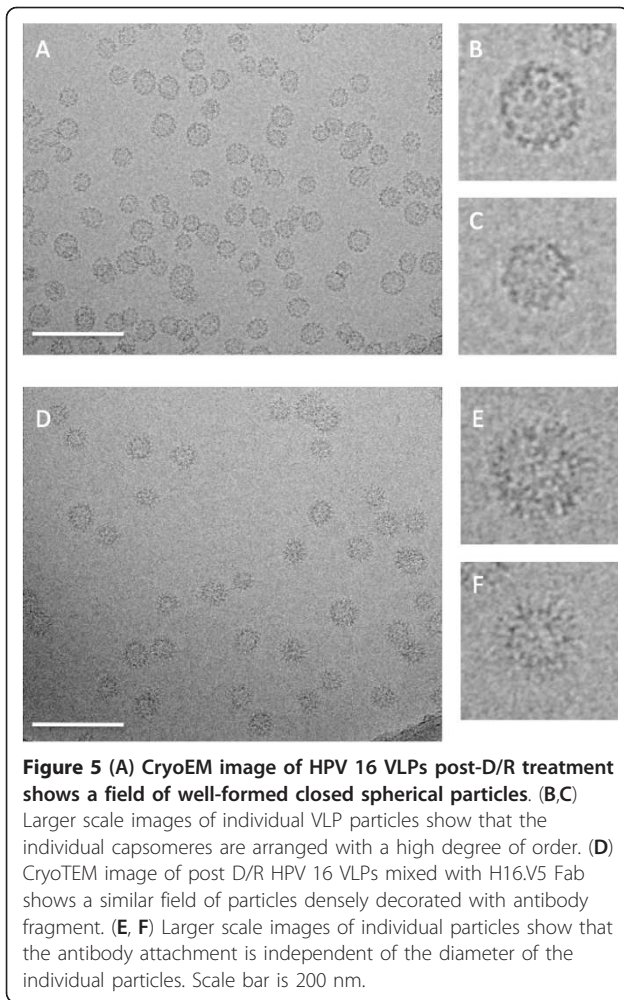 A
B
C
D
E
F
Figure 5 (A) CryoEM image of HPV 16 VLPs post-D/R treatment
shows a field of well-formed closed spherical particles. (B,C)
Larger scale images of individual VLP particles show that the
individual capsomeres are arranged with a high degree of order. (D)
CryoTEM image of post D/R HPV 16 VLPs mixed with H16.V5 Fab
shows a similar field of particles densely decorated with antibody
fragment. (E, F) Larger scale images of individual particles show that
the antibody attachment is independent of the diameter of the
individual particles. Scale bar is 200 nm.